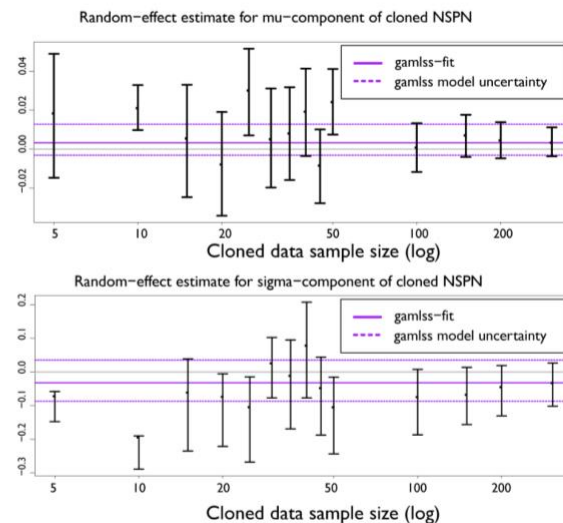 Random-effect estimate for mu-component of cloned NSPN
gamlss-fit
gamlss model uncertainty
0.04
0.02
0.00
-0.02
5 10 20 50 100 200
Cloned data sample size (log)
Random-effect estimate for sigma-component of cloned NSPN
gamlss-fit
gamlss model uncertainty
0.2
0.1
0.0
-0.1
-0.2
-0.3
5 10 20 50 100 200
Cloned data sample size (log)